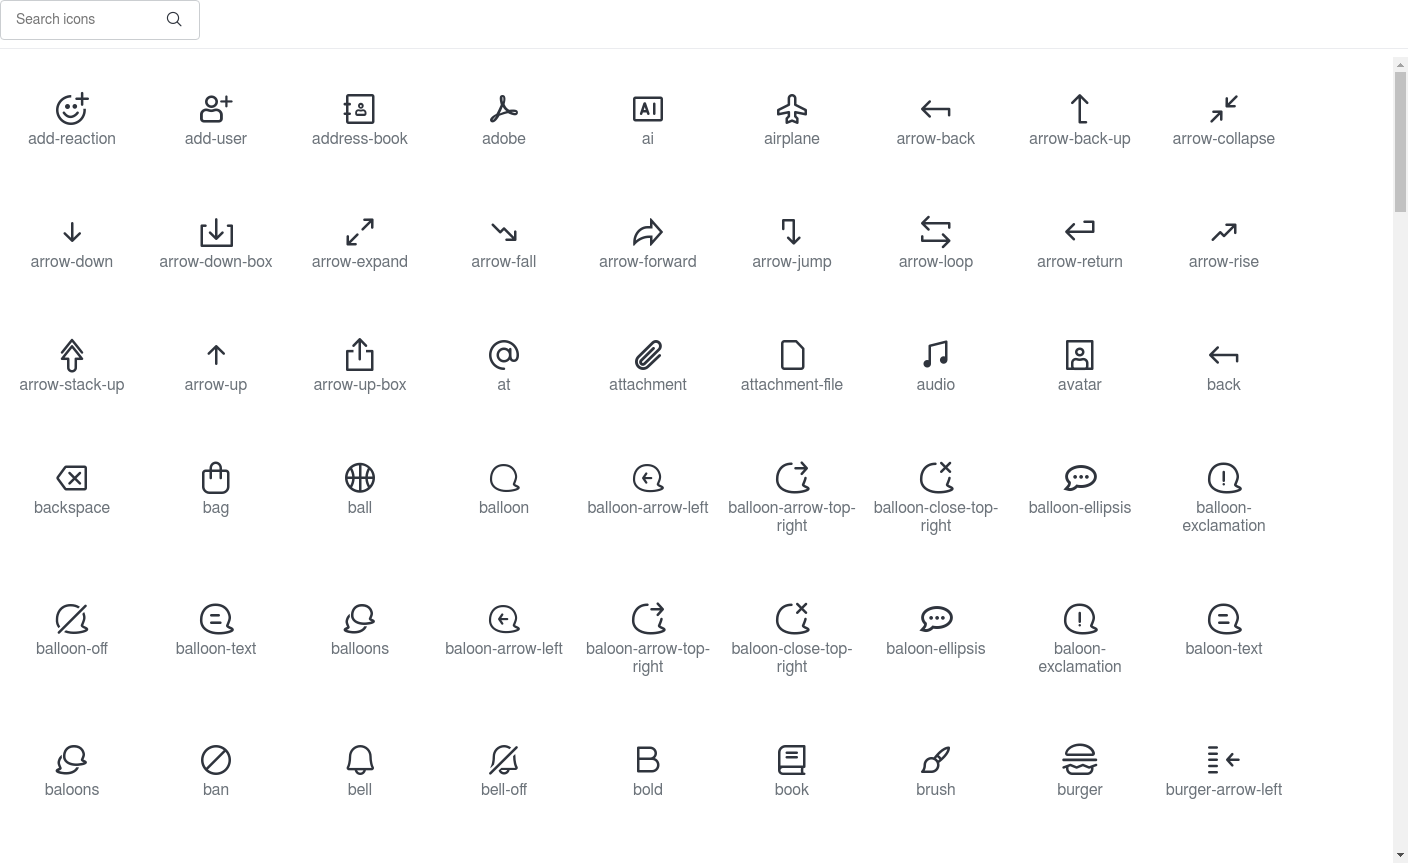 Search icons
add-reaction add-user address-book adobe ai airplane arrow-back arrow-back-up arrow-collapse
arrow-down arrow-down-box arrow-expand arrow-fall arrow-forward arrow-jump arrow-loop arrow-return arrow-rise
arrow-stack-up arrow-up arrow-up-box at attachment attachment-file audio avatar back
backspace bag ball balloon balloon-arrow-left balloon-arrow-top- balloon-close-top- balloon-ellipsis balloon-
right right exclamation
balloon-off balloon-text balloons baloon-arrow-left baloon-arrow-top- baloon-close-top- baloon-ellipsis baloon- baloon-text
right right exclamation
baloons ban bell bell-off bold book brush burger burger-arrow-left